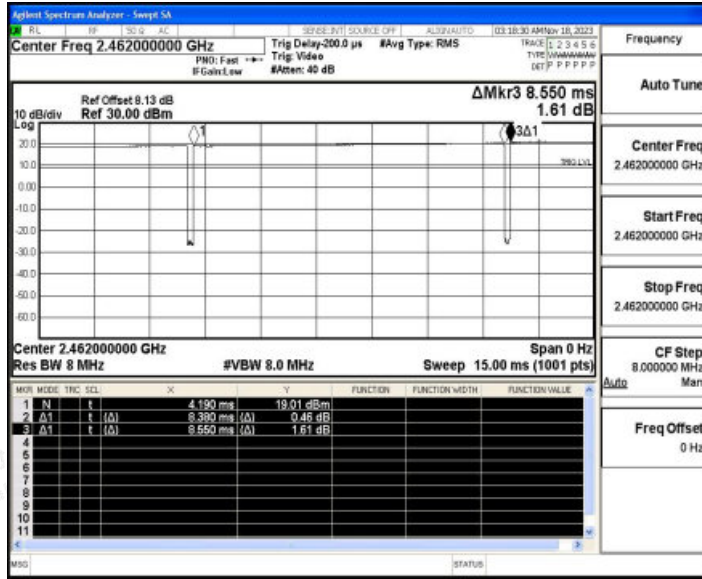 Agilent Spectrum Analyzer - Swept SA
RL RF 50 Ω AC SENSE:INT SOURCE OFF ALIGN AUTO 03:18:30 AM Nov 18, 2023
Center Freq 2.462000000 GHz
PNO: Fast
IFGain:Low
Trig Delay-200.0 µs
Trig: Video
#Atten: 40 dB
#Avg Type: RMS
TRACE 1 2 3 4 5 6
TYPE WWWWWW
DET P P P P P P
Ref Offset 8.13 dB
Ref 30.00 dBm
10 dB/div
Log
ΔMkr3 8.550 ms
1.61 dB
1
3Δ1
TRIG LVL
20.0
10.0
0.00
-10.0
-20.0
-30.0
-40.0
-50.0
-60.0
Center 2.462000000 GHz
Span 0 Hz
Res BW 8 MHz
#VBW 8.0 MHz
Sweep 15.00 ms (1001 pts)
MKR MODE TRC SCL X Y FUNCTION FUNCTION WIDTH FUNCTION VALUE
1 N t 4.190 ms 19.01 dBm
2 Δ1 t (Δ) 8.380 ms (Δ) 0.46 dB
3 Δ1 t (Δ) 8.550 ms (Δ) 1.61 dB
4
5
6
7
8
9
10
11
MSG
STATUS
Frequency
Auto Tune
Center Freq
2.462000000 GHz
Start Freq
2.462000000 GHz
Stop Freq
2.462000000 GHz
CF Step
8.000000 MHz
Auto Man
Freq Offset
0 Hz